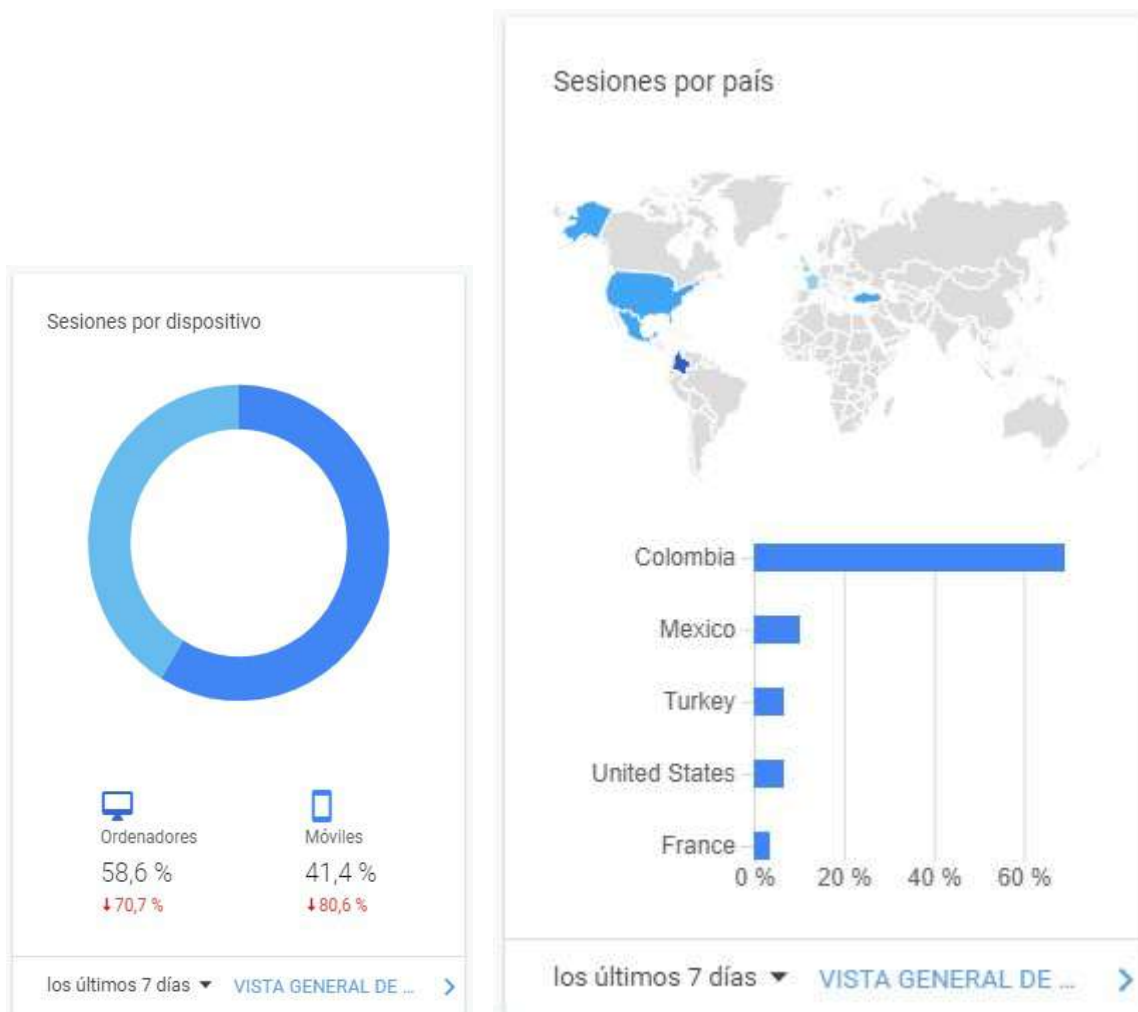 Sesiones por dispositivo
Ordenadores Móviles
58,6 % 41,4 %
↓70,7 % ↓80,6 %
los últimos 7 días VISTA GENERAL DE ...
Sesiones por país
Colombia
Mexico
Turkey
United States
France
0 % 20 % 40 % 60 %
los últimos 7 días VISTA GENERAL DE ...